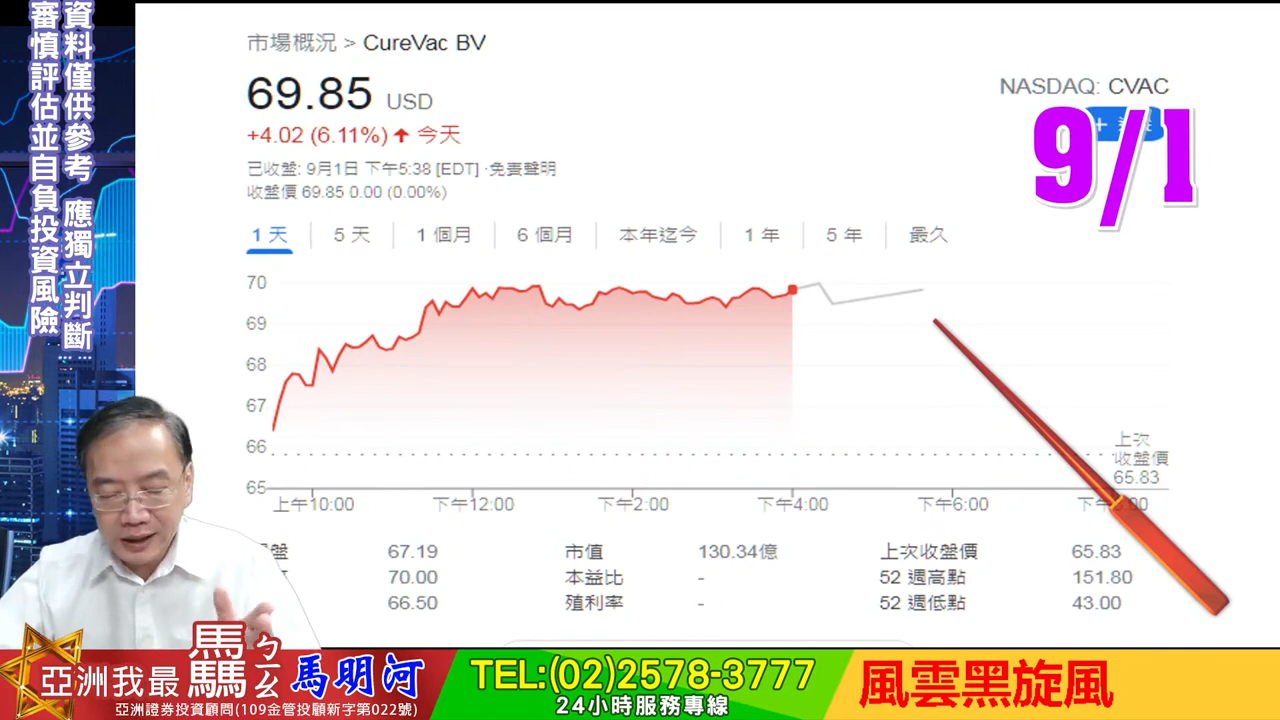 資料僅供參考 應獨立判斷
審慎評估並自負投資風險
市場概況 > CureVac BV
69.85 USD
+4.02 (6.11%) 今天
已收盤: 9月1日 下午5:38 [EDT] ·免責聲明
收盤價 69.85 0.00 (0.00%)
NASDAQ: CVAC
9/1
1 天 5 天 1 個月 6 個月 本年迄今 1 年 5 年 最久
70
69
68
67
66
65
上次
收盤價
65.83
上午10:00 下午12:00 下午2:00 下午4:00 下午6:00
盤 67.19 市值 130.34億 上次收盤價 65.83
70.00 本益比 - 52 週高點 151.80
66.50 殖利率 - 52 週低點 43.00
亞洲我最驫ㄅㄧㄠ 馬明河
亞洲證券投資顧問(109金管投顧新字第022號)
TEL:(02)2578-3777
24小時服務專線
風雲黑旋風